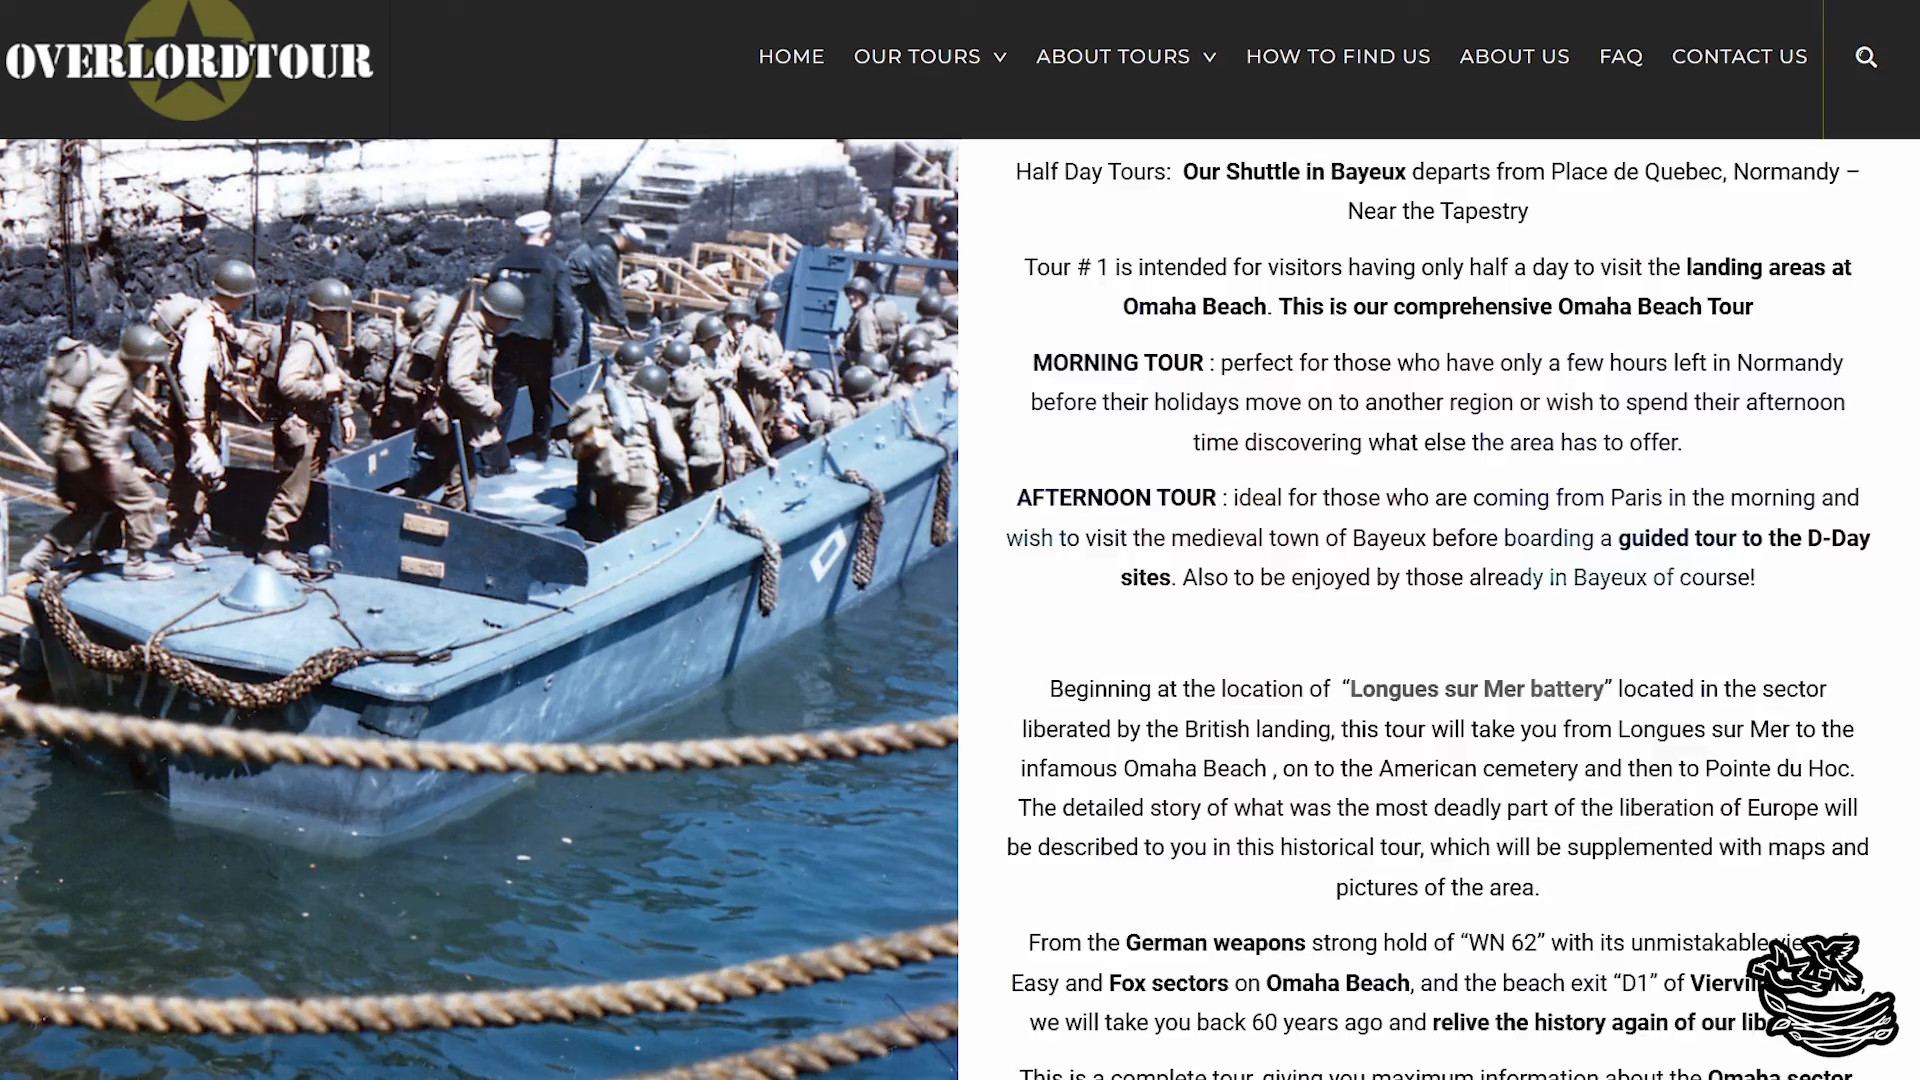 OVERLORDTOUR
HOME OUR TOURS ABOUT TOURS HOW TO FIND US ABOUT US FAQ CONTACT US
Half Day Tours: Our Shuttle in Bayeux departs from Place de Quebec, Normandy –
Near the Tapestry
Tour # 1 is intended for visitors having only half a day to visit the landing areas at
Omaha Beach. This is our comprehensive Omaha Beach Tour
MORNING TOUR : perfect for those who have only a few hours left in Normandy
before their holidays move on to another region or wish to spend their afternoon
time discovering what else the area has to offer.
AFTERNOON TOUR : ideal for those who are coming from Paris in the morning and
wish to visit the medieval town of Bayeux before boarding a guided tour to the D-Day
sites. Also to be enjoyed by those already in Bayeux of course!
Beginning at the location of “Longues sur Mer battery” located in the sector
liberated by the British landing, this tour will take you from Longues sur Mer to the
infamous Omaha Beach , on to the American cemetery and then to Pointe du Hoc.
The detailed story of what was the most deadly part of the liberation of Europe will
be described to you in this historical tour, which will be supplemented with maps and
pictures of the area.
From the German weapons strong hold of “WN 62” with its unmistakable
Easy and Fox sectors on Omaha Beach, and the beach exit “D1” of
we will take you back 60 years ago and relive the history again of our
This is a complete tour, giving you maximum information about the Omaha sector